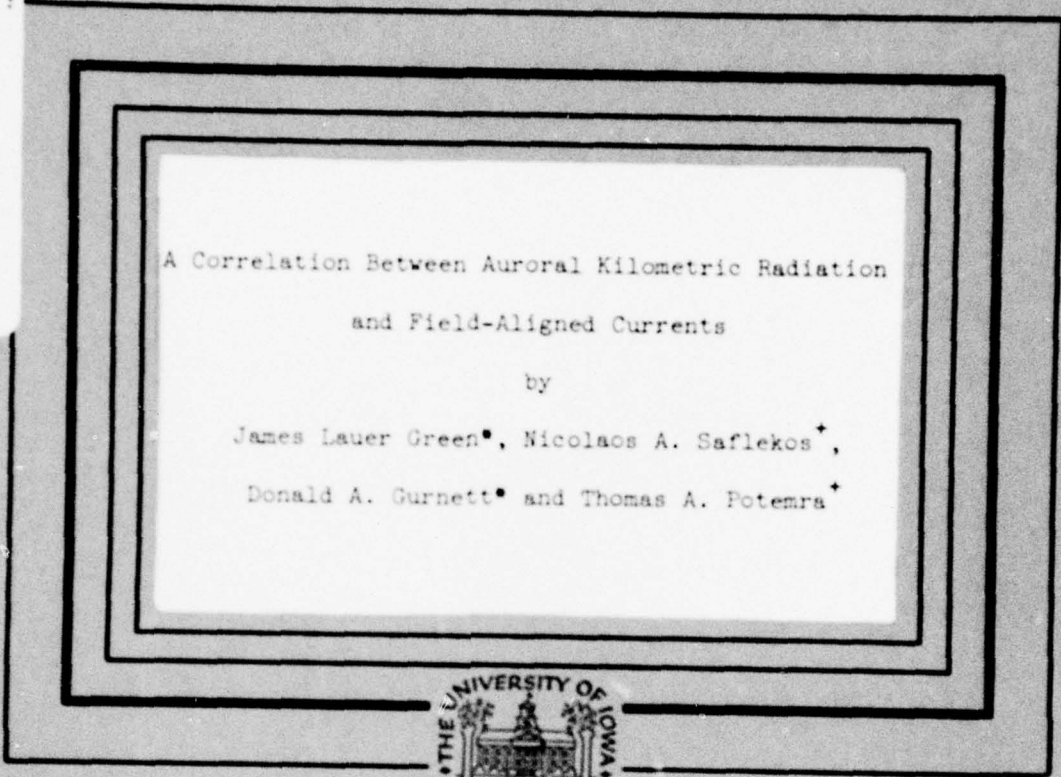 A Correlation Between Auroral Kilometric Radiation
and Field-Aligned Currents
by
James Lauer Green•, Nicolaos A. Saflekos+,
Donald A. Gurnett• and Thomas A. Potemra+
•THE UNIVERSITY OF IOWA•